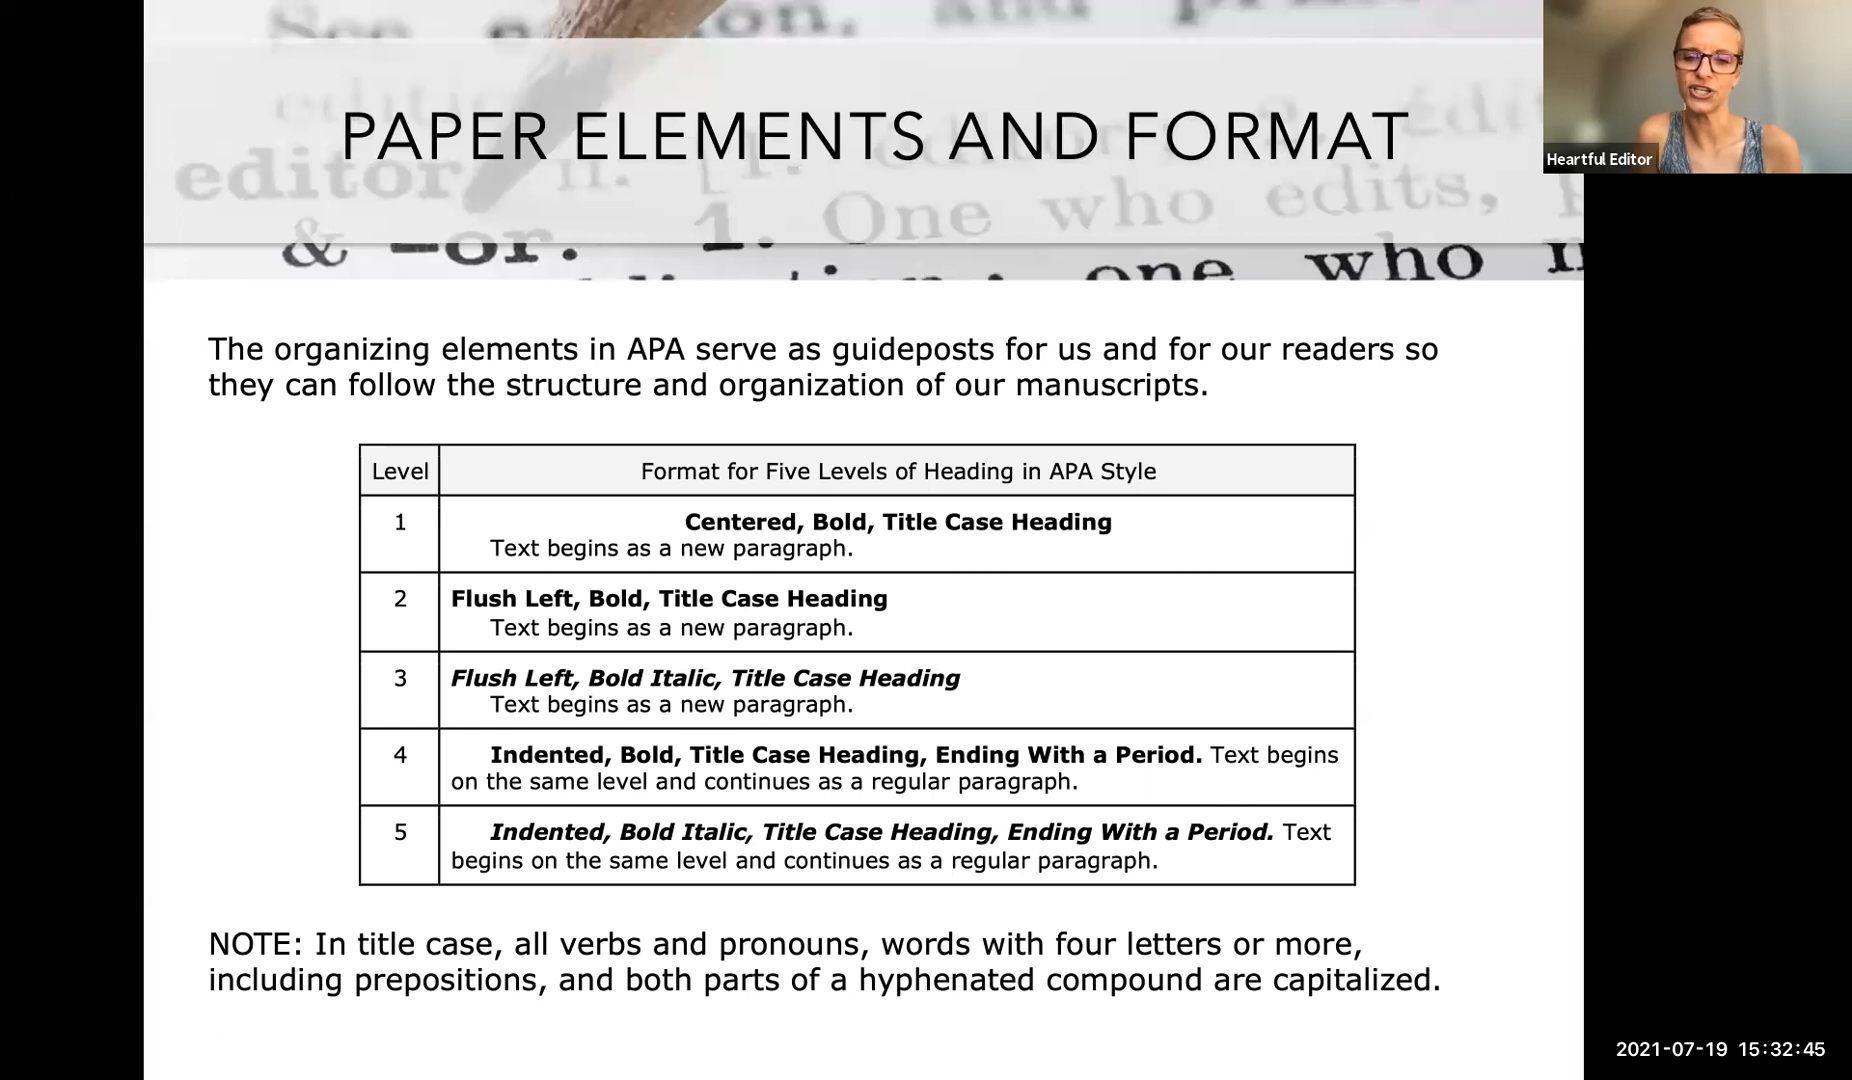 See and
edi
PAPER ELEMENTS AND FORMAT
editor n. [1.
& –or. 1. One who edits,
one who
Heartful Editor
The organizing elements in APA serve as guideposts for us and for our readers so
they can follow the structure and organization of our manuscripts.
Level Format for Five Levels of Heading in APA Style
1 Centered, Bold, Title Case Heading
Text begins as a new paragraph.
2 Flush Left, Bold, Title Case Heading
Text begins as a new paragraph.
3 Flush Left, Bold Italic, Title Case Heading
Text begins as a new paragraph.
4 Indented, Bold, Title Case Heading, Ending With a Period. Text begins
on the same level and continues as a regular paragraph.
5 Indented, Bold Italic, Title Case Heading, Ending With a Period. Text
begins on the same level and continues as a regular paragraph.
NOTE: In title case, all verbs and pronouns, words with four letters or more,
including prepositions, and both parts of a hyphenated compound are capitalized.
2021-07-19 15:32:45